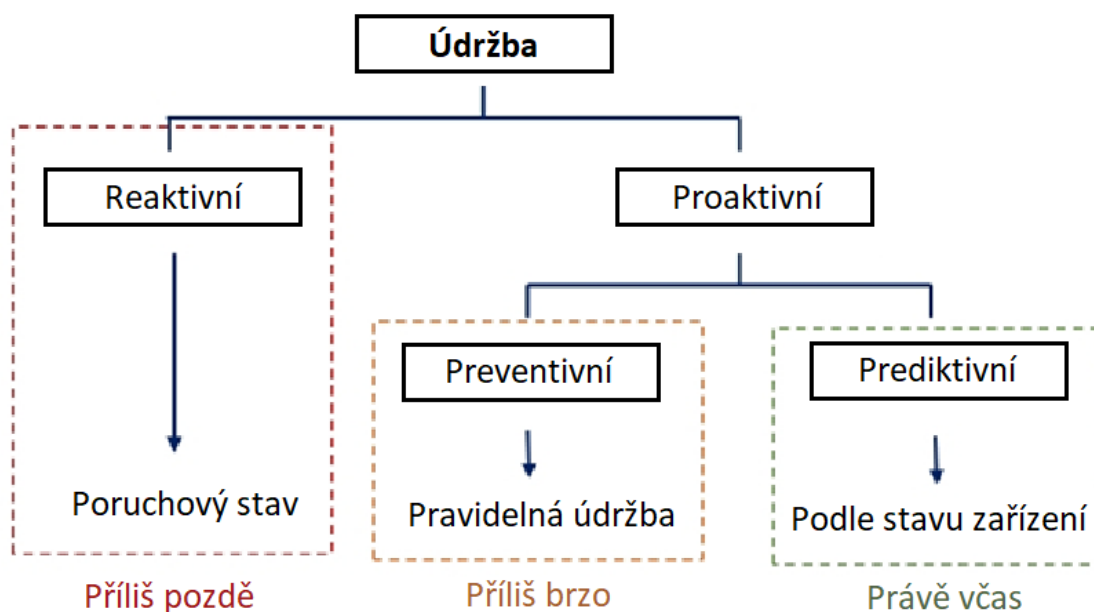 Údržba
Reaktivní
Proaktivní
Preventivní
Prediktivní
Poruchový stav
Pravidelná údržba
Podle stavu zařízení
Příliš pozdě
Příliš brzo
Právě včas